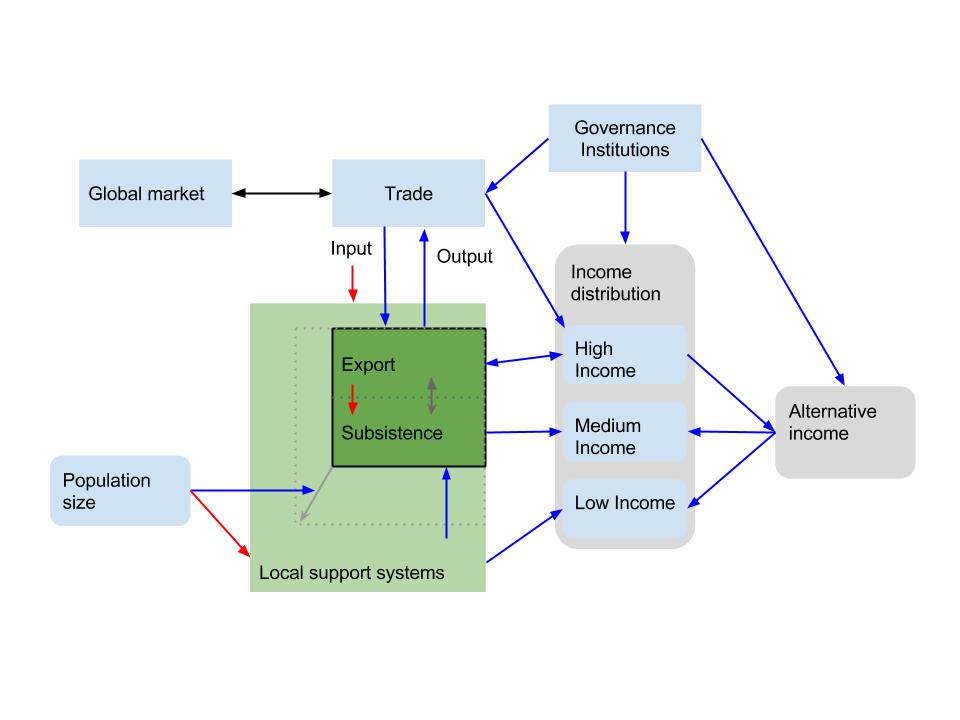 Governance
Institutions
Global market
Trade
Input
Output
Income
distribution
High
Income
Export
Alternative
income
Medium
Income
Subsistence
Population
size
Low Income
Local support systems